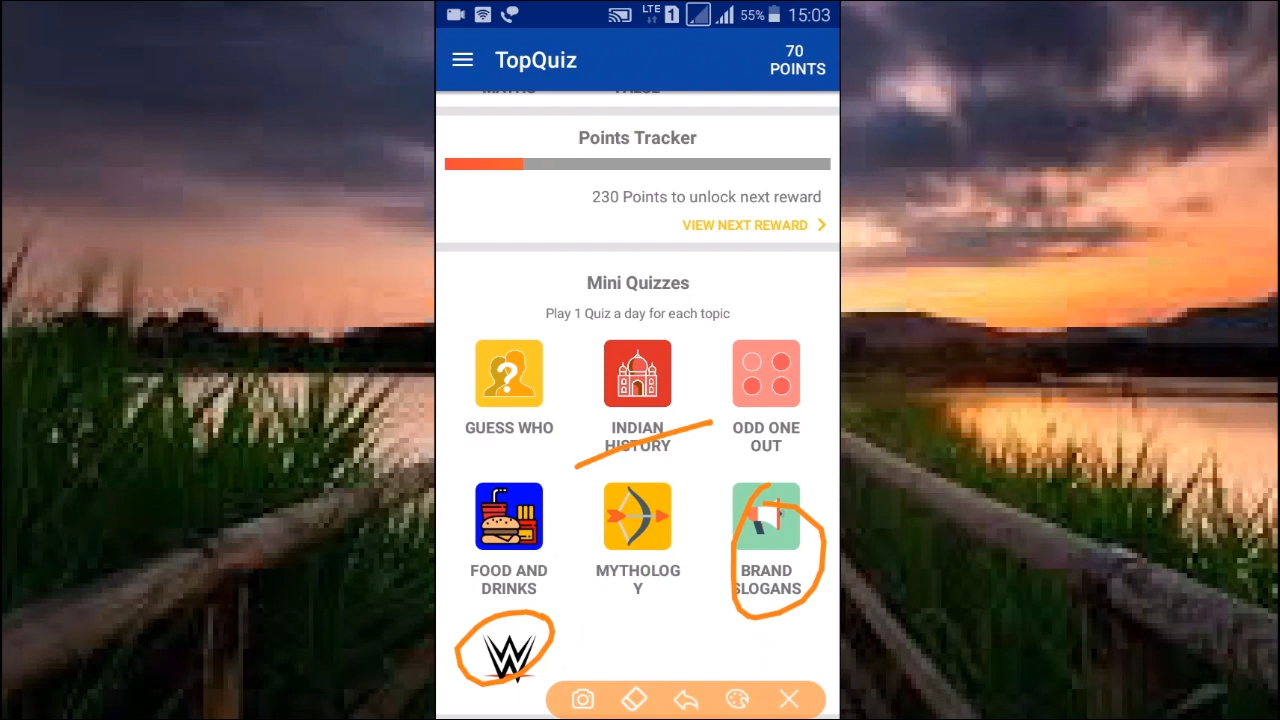 LTE 1 55% 15:03
TopQuiz
70
POINTS
Points Tracker
230 Points to unlock next reward
VIEW NEXT REWARD
Mini Quizzes
Play 1 Quiz a day for each topic
?
GUESS WHO
INDIAN
HISTORY
ODD ONE
OUT
FOOD AND
DRINKS
MYTHOLOG
Y
BRAND
SLOGANS
W